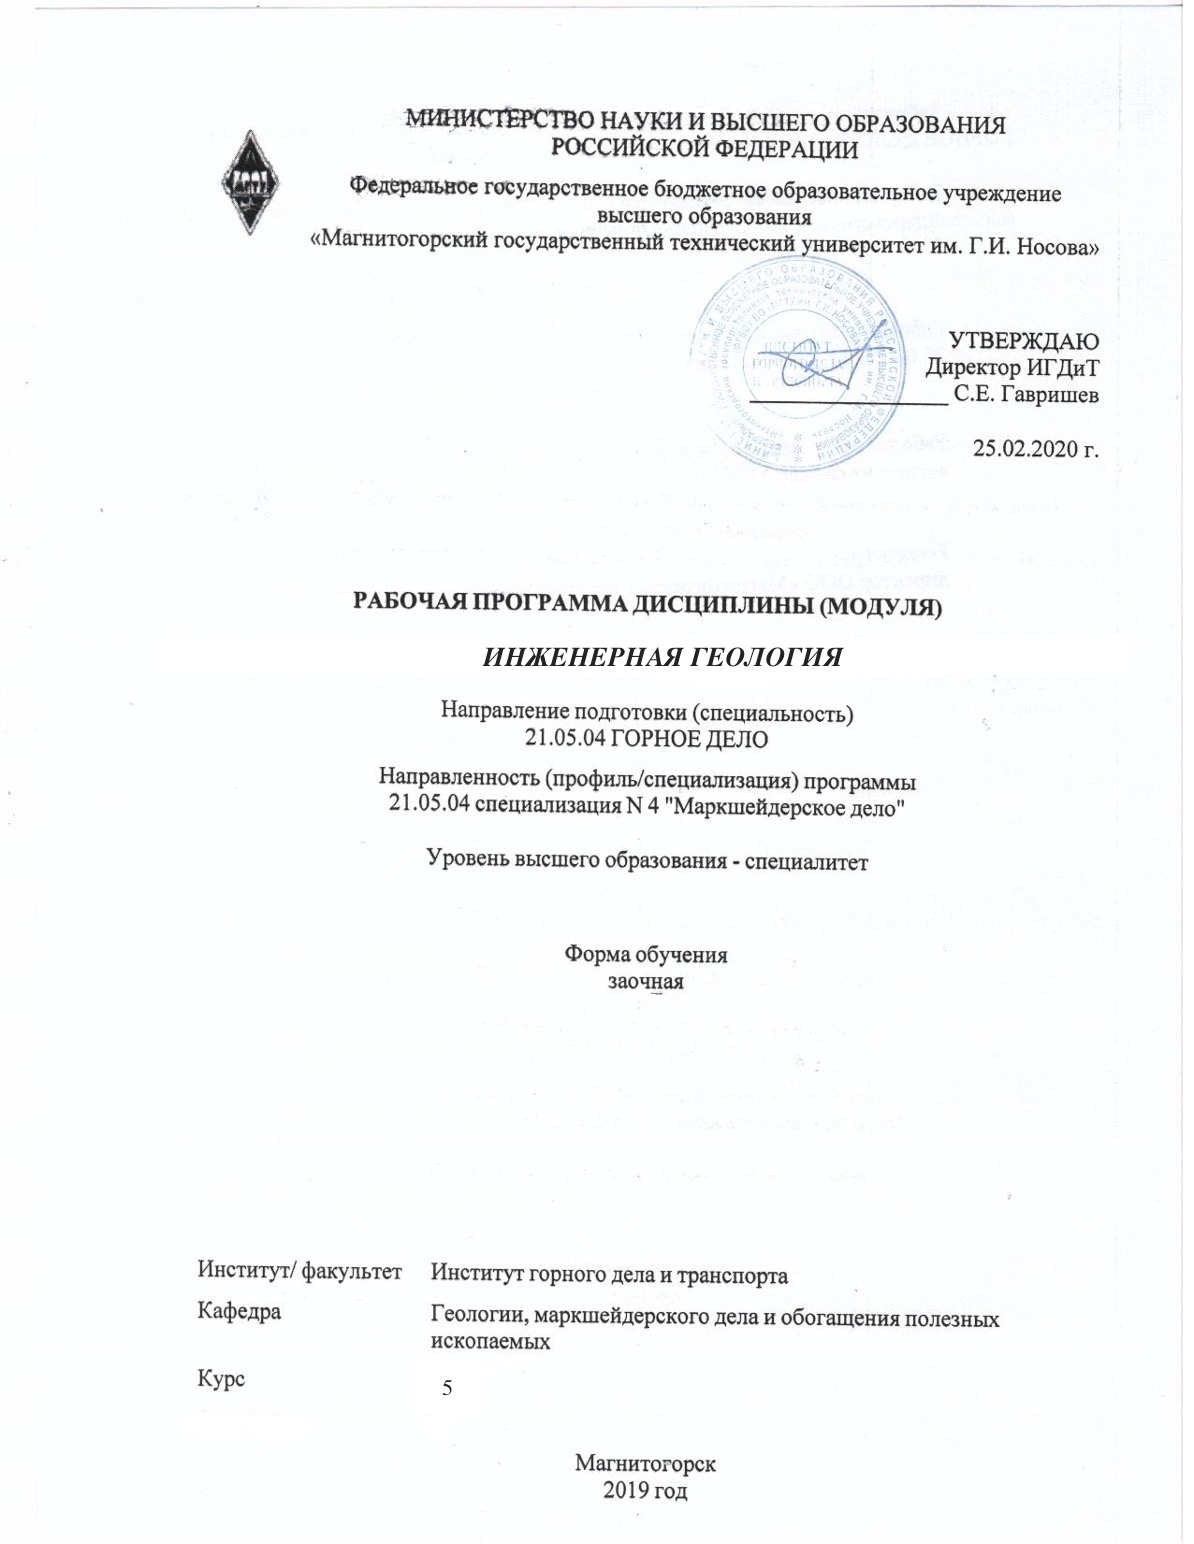 МИНИСТЕРСТВО НАУКИ И ВЫСШЕГО ОБРАЗОВАНИЯ
РОССИЙСКОЙ ФЕДЕРАЦИИ
Федеральное государственное бюджетное образовательное учреждение
высшего образования
«Магнитогорский государственный технический университет им. Г.И. Носова»
УТВЕРЖДАЮ
Директор ИГДиТ
С.Е. Гавришев
25.02.2020 г.
РАБОЧАЯ ПРОГРАММА ДИСЦИПЛИНЫ (МОДУЛЯ)
ИНЖЕНЕРНАЯ ГЕОЛОГИЯ
Направление подготовки (специальность)
21.05.04 ГОРНОЕ ДЕЛО
Направленность (профиль/специализация) программы
21.05.04 специализация N 4 "Маркшейдерское дело"
Уровень высшего образования - специалитет
Форма обучения
заочная
Институт/ факультет Институт горного дела и транспорта
Кафедра Геологии, маркшейдерского дела и обогащения полезных
ископаемых
Курс 5
Магнитогорск
2019 год